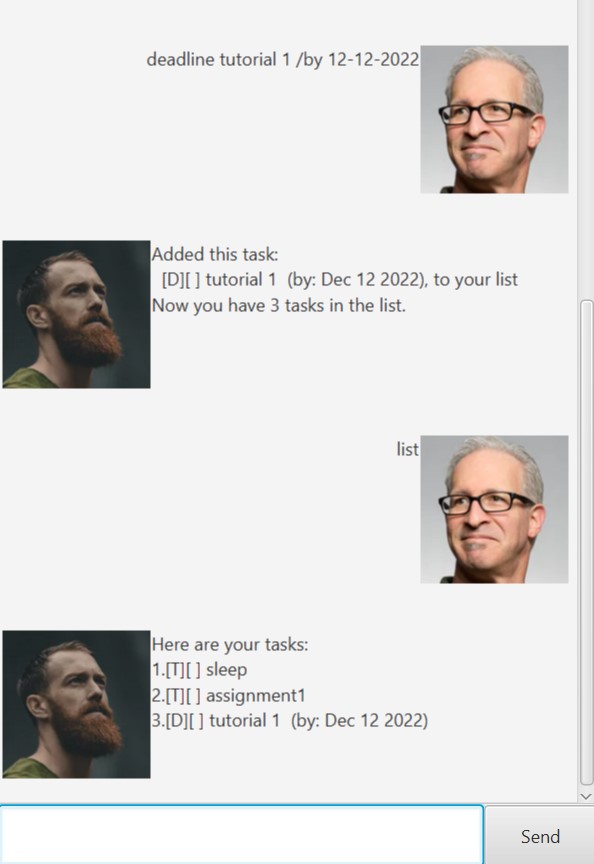 deadline tutorial 1 /by 12-12-2022
Added this task:
[D][ ] tutorial 1  (by: Dec 12 2022), to your list
Now you have 3 tasks in the list.
list
Here are your tasks:
1.[T][ ] sleep
2.[T][ ] assignment1
3.[D][ ] tutorial 1  (by: Dec 12 2022)
Send